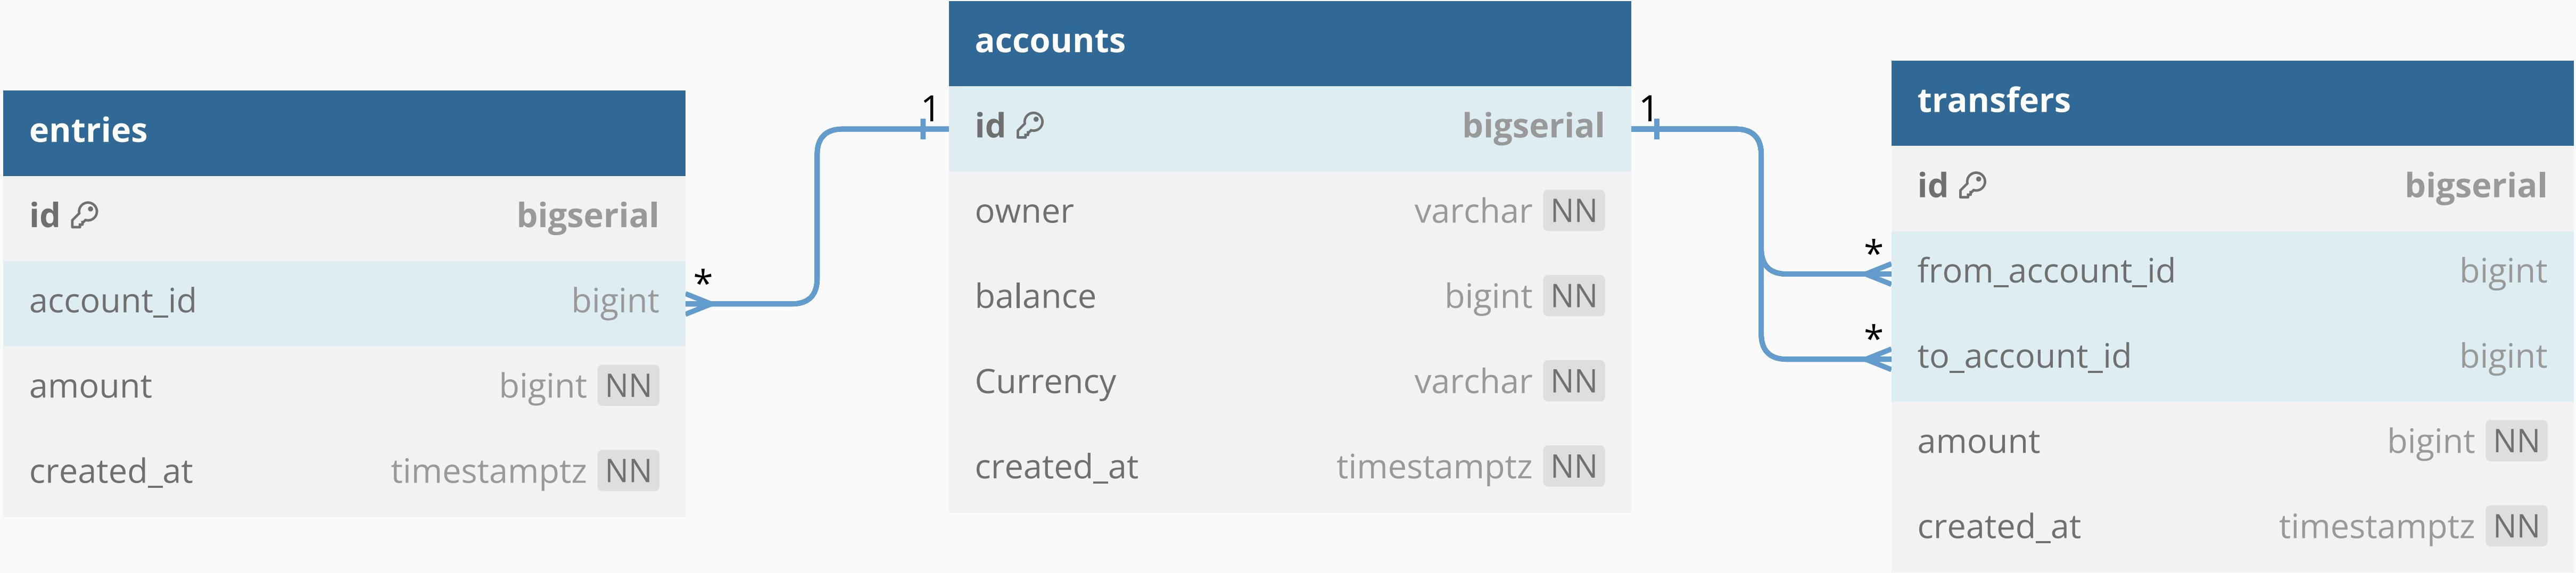 entries
id bigserial
account_id bigint
amount bigint NN
created_at timestamptz NN
*
1
accounts
id bigserial
owner varchar NN
balance bigint NN
Currency varchar NN
created_at timestamptz NN
1
*
*
transfers
id bigserial
from_account_id bigint
to_account_id bigint
amount bigint NN
created_at timestamptz NN